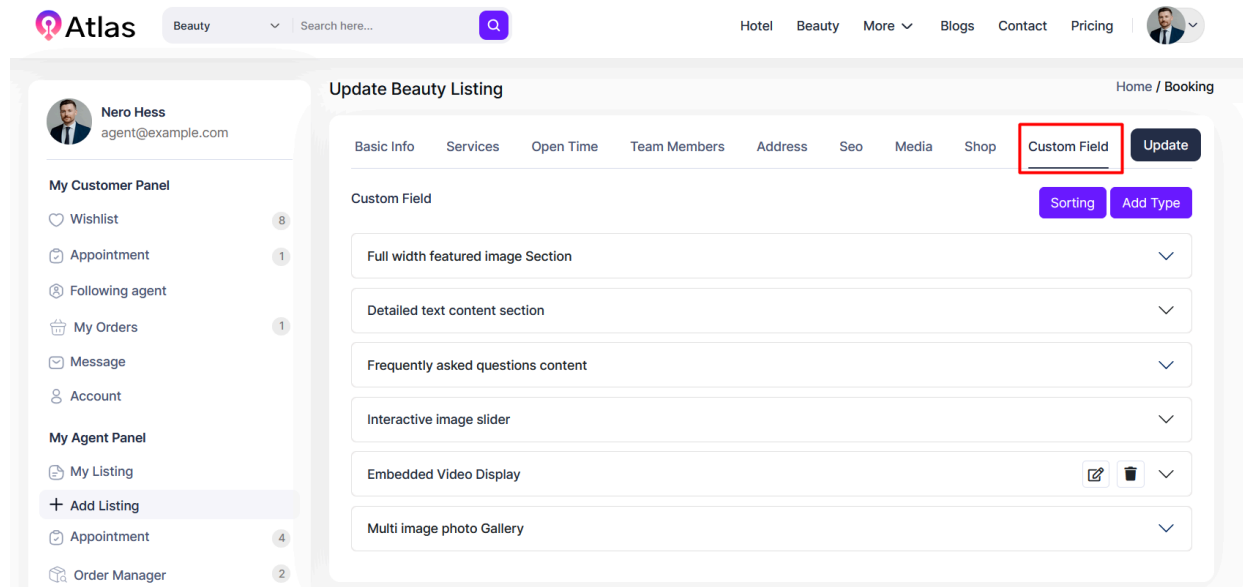 Atlas
Beauty
Search here...
Hotel
Beauty
More
Blogs
Contact
Pricing
Nero Hess
agent@example.com
My Customer Panel
Wishlist 8
Appointment 1
Following agent
My Orders 1
Message
Account
My Agent Panel
My Listing
Add Listing
Appointment 4
Order Manager 2
Update Beauty Listing
Home / Booking
Basic Info
Services
Open Time
Team Members
Address
Seo
Media
Shop
Custom Field
Update
Custom Field
Sorting
Add Type
Full width featured image Section
Detailed text content section
Frequently asked questions content
Interactive image slider
Embedded Video Display
Multi image photo Gallery